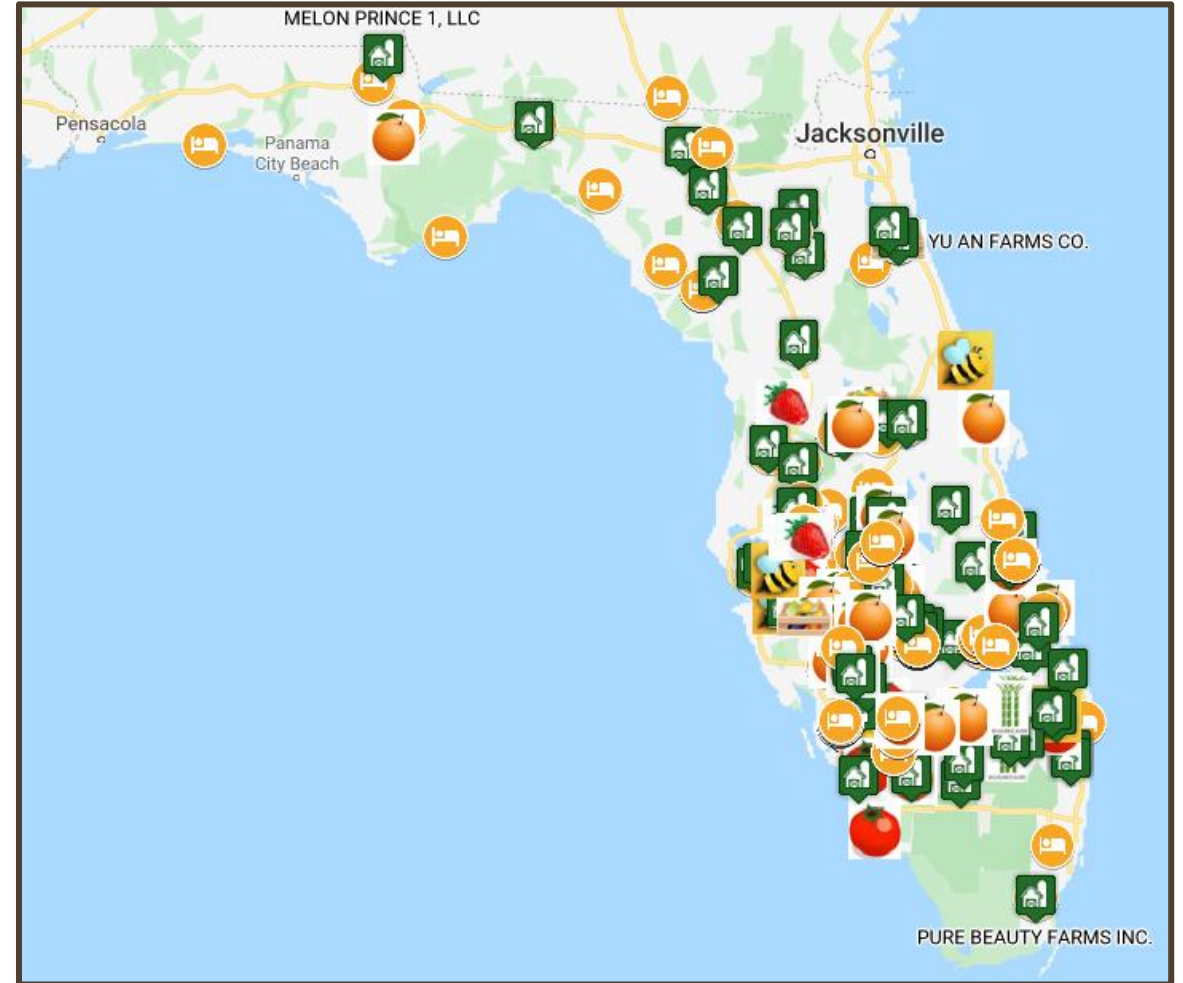 MELON PRINCE 1, LLC
Pensacola
Panama
City Beach
Jacksonville
YU AN FARMS CO.
PURE BEAUTY FARMS INC.